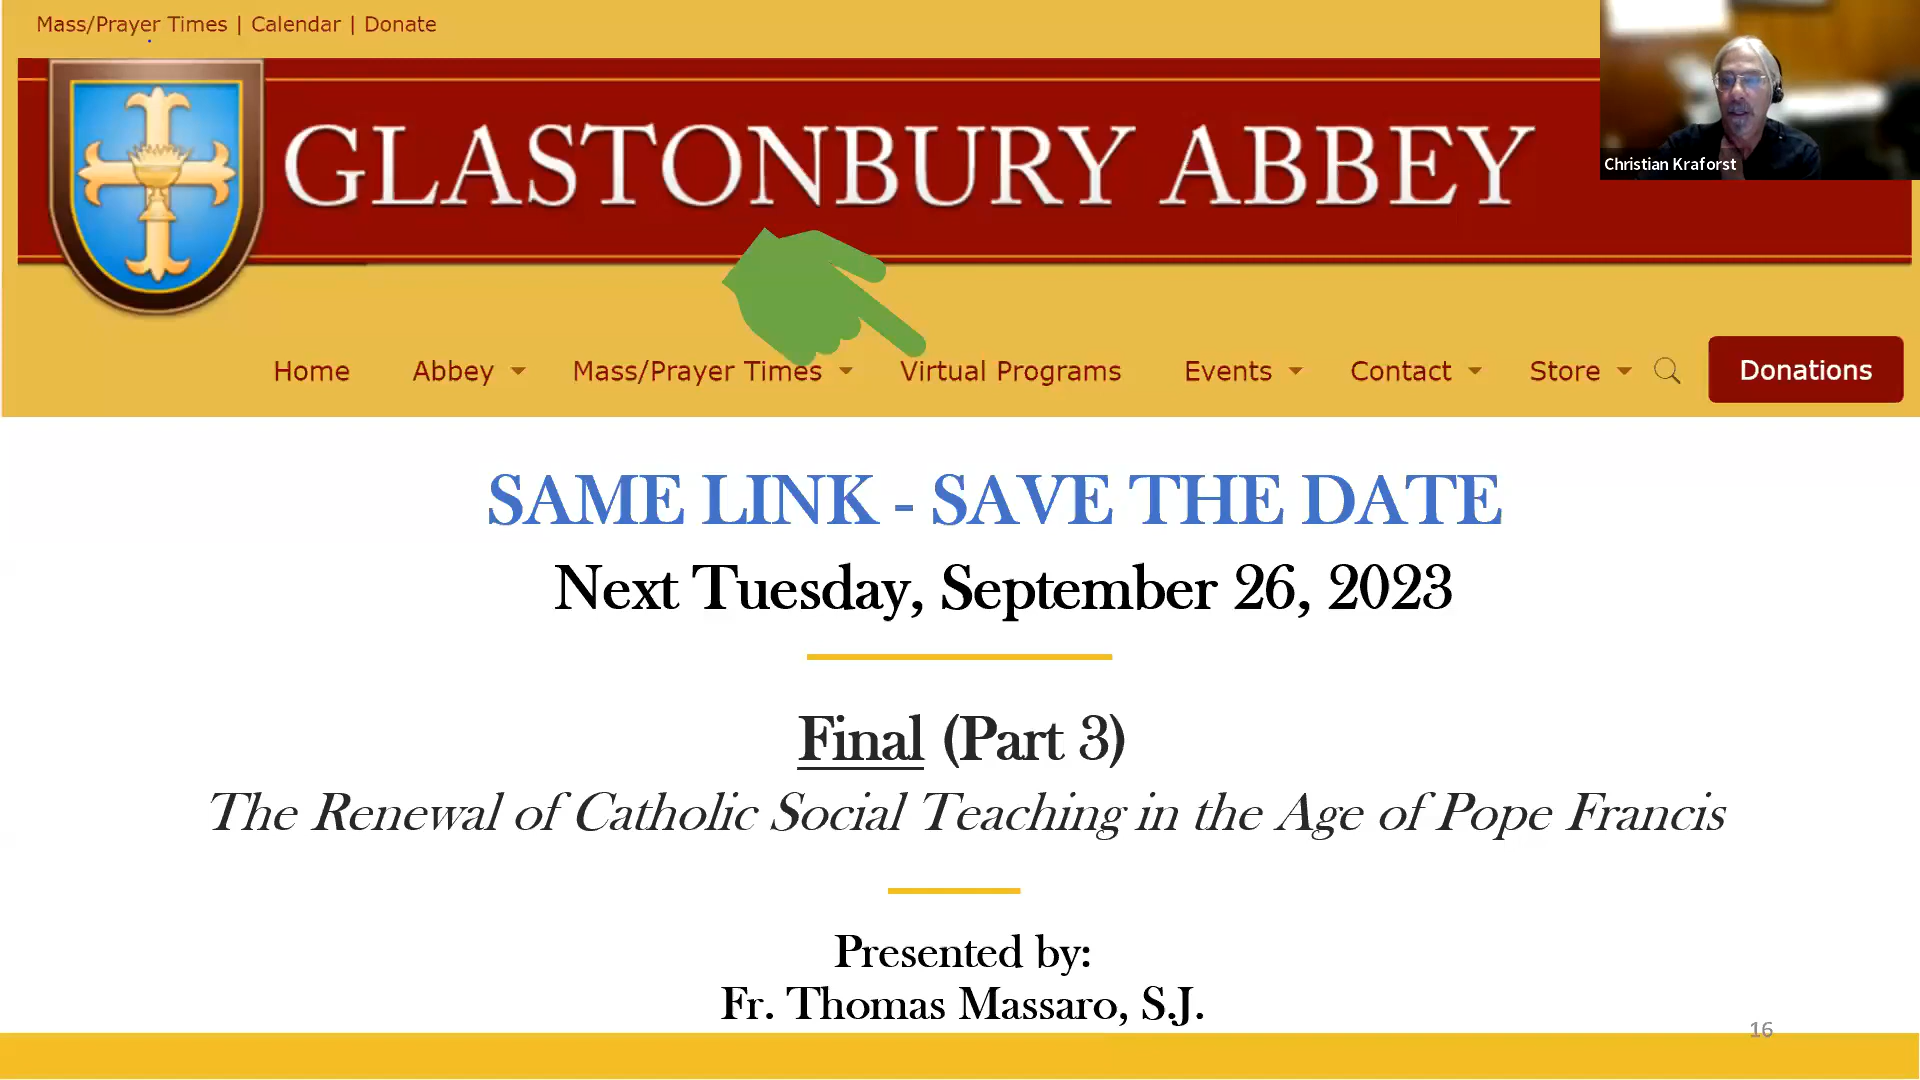 Mass/Prayer Times | Calendar | Donate
GLASTONBURY ABBEY
Christian Kraforst
Home Abbey Mass/Prayer Times Virtual Programs Events Contact Store Donations
SAME LINK - SAVE THE DATE
Next Tuesday, September 26, 2023
Final (Part 3)
The Renewal of Catholic Social Teaching in the Age of Pope Francis
Presented by:
Fr. Thomas Massaro, S.J.
16